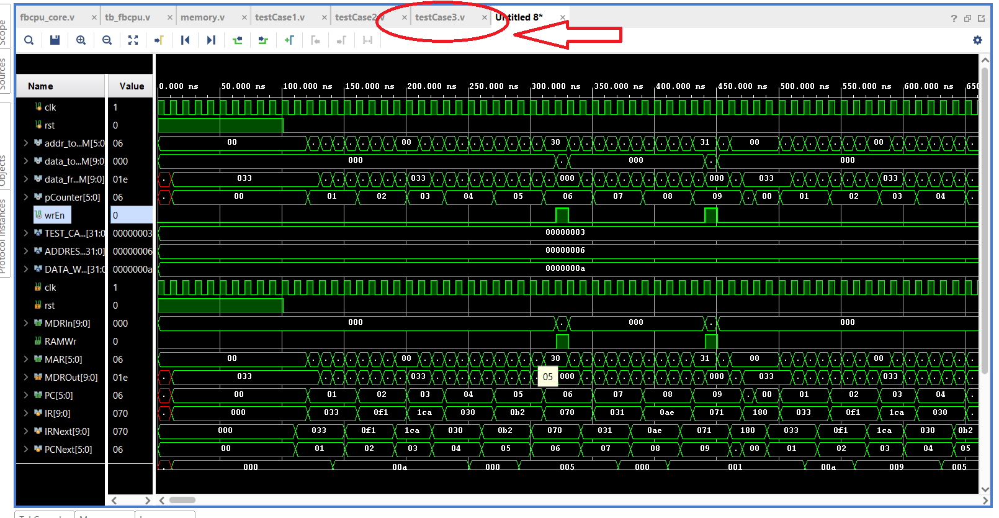 fbcpu_core.v × tb_fbcpu.v × memory.v × testCase1.v × testCase2.v × testCase3.v × Untitled 8* ×
Scope
Sources
Objects
Protocol Instances
Name Value
0.000 ns 50.000 ns 100.000 ns 150.000 ns 200.000 ns 250.000 ns 300.000 ns 350.000 ns 400.000 ns 450.000 ns 500.000 ns 550.000 ns 600.000 ns 650
clk 1
rst 0
addr_to...M[5:0 06 00 00 30 31 00 00
data_to...M[9:0 000 000 000 000
data_fr...M[9:0] 01e 033 033 000 000 033 033
pCounter[5:0] 06 00 01 02 03 04 05 06 07 08 09 00 01 02 03 04
wrEn 0
TEST_CA...[31:0 00000003 00000003
ADDRES...31:0] 00000006 00000006
DATA_W...[31:0 0000000a 0000000a
clk 1
rst 0
MDRIn[9:0] 000 000 000 000
RAMWr 0
MAR[5:0] 06 00 00 30 31 00 00
MDROut[9:0] 01e 033 033 05 000 000 033 033
PC[5:0] 06 00 01 02 03 04 05 06 07 08 09 00 01 02 03 04
IR[9:0] 070 000 033 0f1 1ca 030 0b2 070 031 0ae 071 180 033 0f1 1ca 030
IRNext[9:0] 070 000 033 0f1 1ca 030 0b2 070 031 0ae 071 180 033 0f1 1ca 030 0b2
PCNext[5:0] 06 00 01 02 03 04 05 06 07 08 09 00 01 02 03 04 05
000 00a 000 005 000 001 00a 009 005